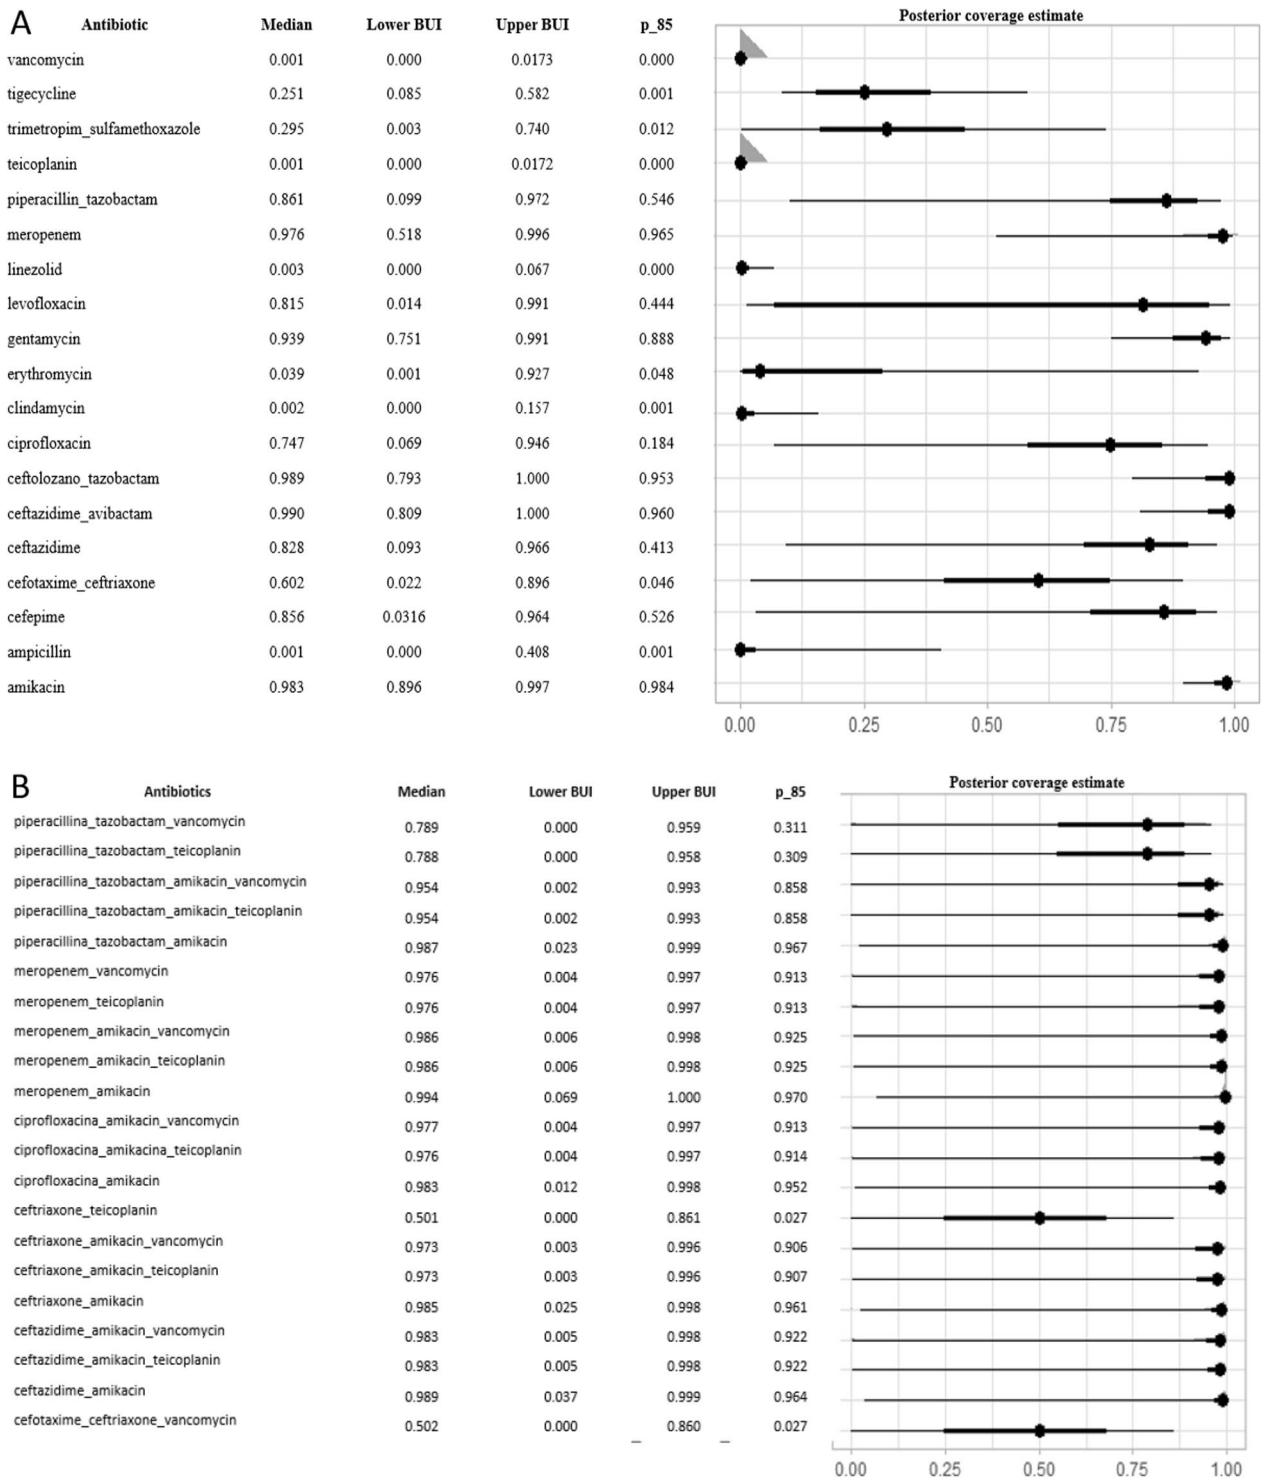 A Antibiotic Median Lower BUI Upper BUI p_85 Posterior coverage estimate
vancomycin 0.001 0.000 0.0173 0.000
tigecycline 0.251 0.085 0.582 0.001
trimetropim_sulfamethoxazole 0.295 0.003 0.740 0.012
teicoplanin 0.001 0.000 0.0172 0.000
piperacillin_tazobactam 0.861 0.099 0.972 0.546
meropenem 0.976 0.518 0.996 0.965
linezolid 0.003 0.000 0.067 0.000
levofloxacin 0.815 0.014 0.991 0.444
gentamycin 0.939 0.751 0.991 0.888
erythromycin 0.039 0.001 0.927 0.048
clindamycin 0.002 0.000 0.157 0.001
ciprofloxacin 0.747 0.069 0.946 0.184
ceftolozano_tazobactam 0.989 0.793 1.000 0.953
ceftazidime_avibactam 0.990 0.809 1.000 0.960
ceftazidime 0.828 0.093 0.966 0.413
cefotaxime_ceftriaxone 0.602 0.022 0.896 0.046
cefepime 0.856 0.0316 0.964 0.526
ampicillin 0.001 0.000 0.408 0.001
amikacin 0.983 0.896 0.997 0.984
0.00 0.25 0.50 0.75 1.00
B Antibiotics Median Lower BUI Upper BUI p_85 Posterior coverage estimate
piperacillina_tazobactam_vancomycin 0.789 0.000 0.959 0.311
piperacillina_tazobactam_teicoplanin 0.788 0.000 0.958 0.309
piperacillina_tazobactam_amikacin_vancomycin 0.954 0.002 0.993 0.858
piperacillina_tazobactam_amikacin_teicoplanin 0.954 0.002 0.993 0.858
piperacillina_tazobactam_amikacin 0.987 0.023 0.999 0.967
meropenem_vancomycin 0.976 0.004 0.997 0.913
meropenem_teicoplanin 0.976 0.004 0.997 0.913
meropenem_amikacin_vancomycin 0.986 0.006 0.998 0.925
meropenem_amikacin_teicoplanin 0.986 0.006 0.998 0.925
meropenem_amikacin 0.994 0.069 1.000 0.970
ciprofloxacina_amikacin_vancomycin 0.977 0.004 0.997 0.913
ciprofloxacina_amikacina_teicoplanin 0.976 0.004 0.997 0.914
ciprofloxacina_amikacin 0.983 0.012 0.998 0.952
ceftriaxone_teicoplanin 0.501 0.000 0.861 0.027
ceftriaxone_amikacin_vancomycin 0.973 0.003 0.996 0.906
ceftriaxone_amikacin_teicoplanin 0.973 0.003 0.996 0.907
ceftriaxone_amikacin 0.985 0.025 0.998 0.961
ceftazidime_amikacin_vancomycin 0.983 0.005 0.998 0.922
ceftazidime_amikacin_teicoplanin 0.983 0.005 0.998 0.922
ceftazidime_amikacin 0.989 0.037 0.999 0.964
cefotaxime_ceftriaxone_vancomycin 0.502 0.000 0.860 0.027
0.00 0.25 0.50 0.75 1.00